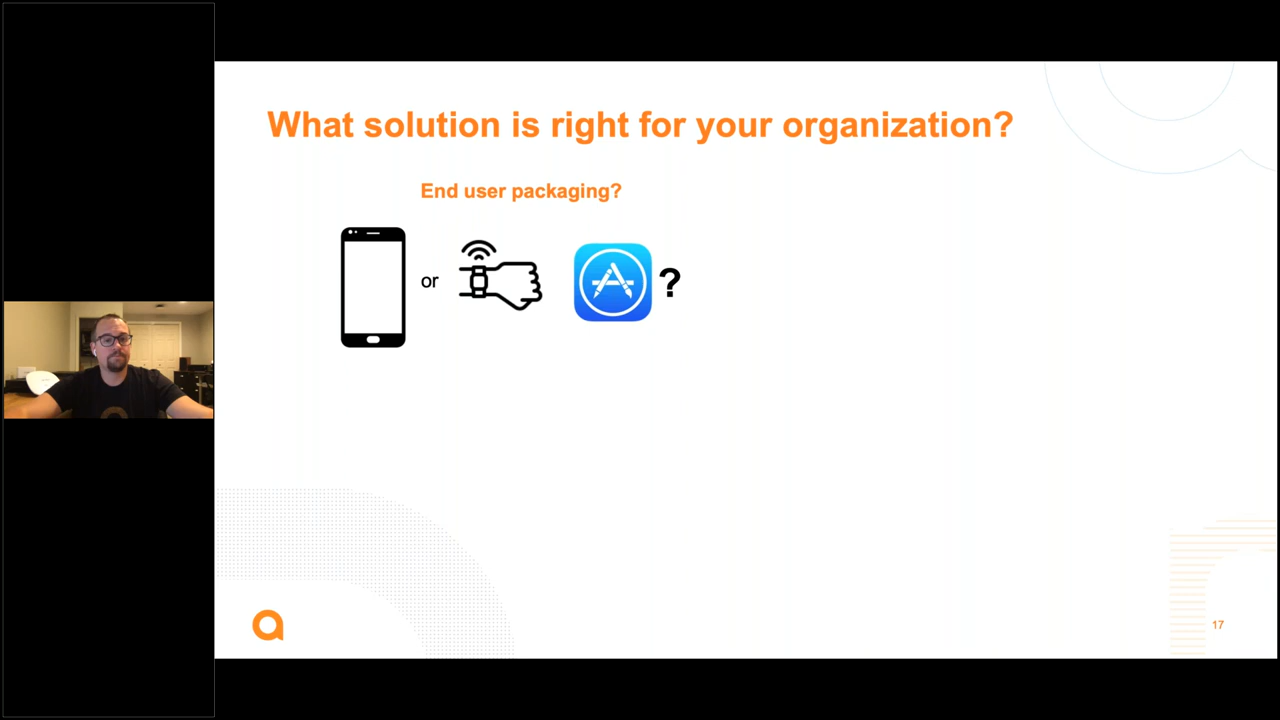 What solution is right for your organization?
End user packaging?
or
?
17